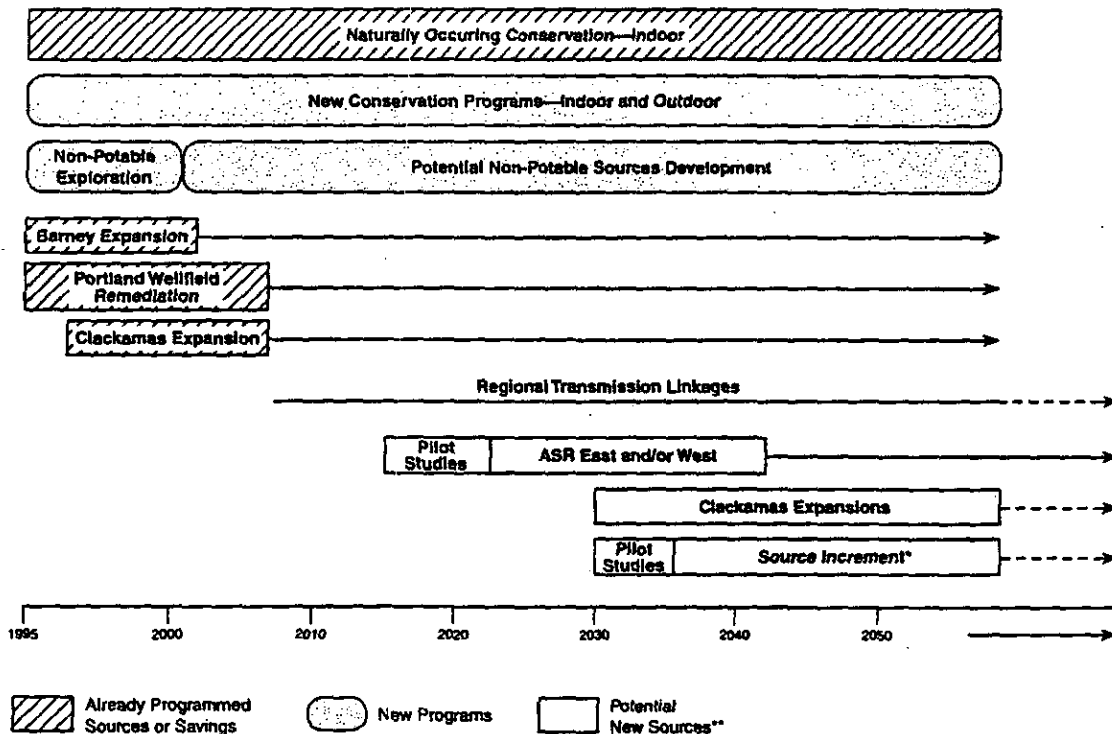 Naturally Occuring Conservation—Indoor
New Conservation Programs—Indoor and Outdoor
Non-Potable
Exploration
Potential Non-Potable Sources Development
Barney Expansion
Portland Wellfield
Remediation
Clackamas Expansion
Regional Transmission Linkages
Pilot
Studies
ASR East and/or West
Clackamas Expansions
Pilot
Studies
Source Increment*
1995 2000 2010 2020 2030 2040 2050
Already Programmed
Sources or Savings
New Programs
Potential
New Sources**